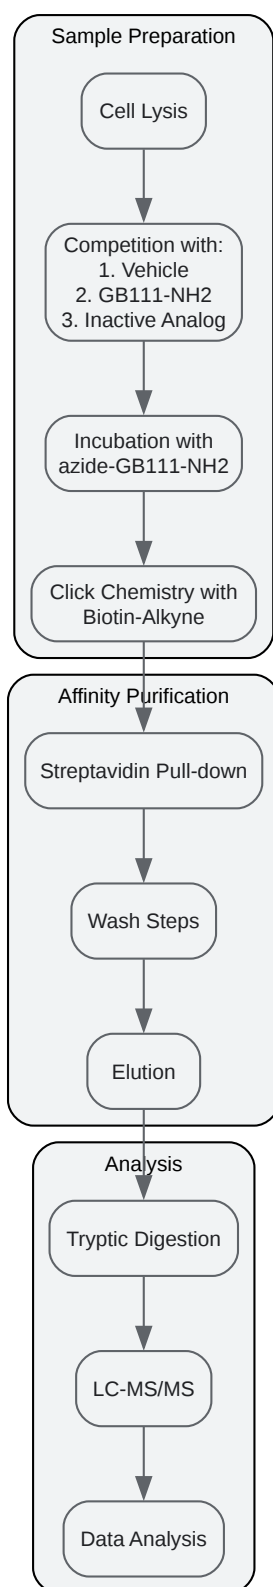 Sample Preparation
Cell Lysis
Competition with:
1. Vehicle
2. GB111-NH2
3. Inactive Analog
Incubation with
azide-GB111-NH2
Click Chemistry with
Biotin-Alkyne
Affinity Purification
Streptavidin Pull-down
Wash Steps
Elution
Analysis
Tryptic Digestion
LC-MS/MS
Data Analysis